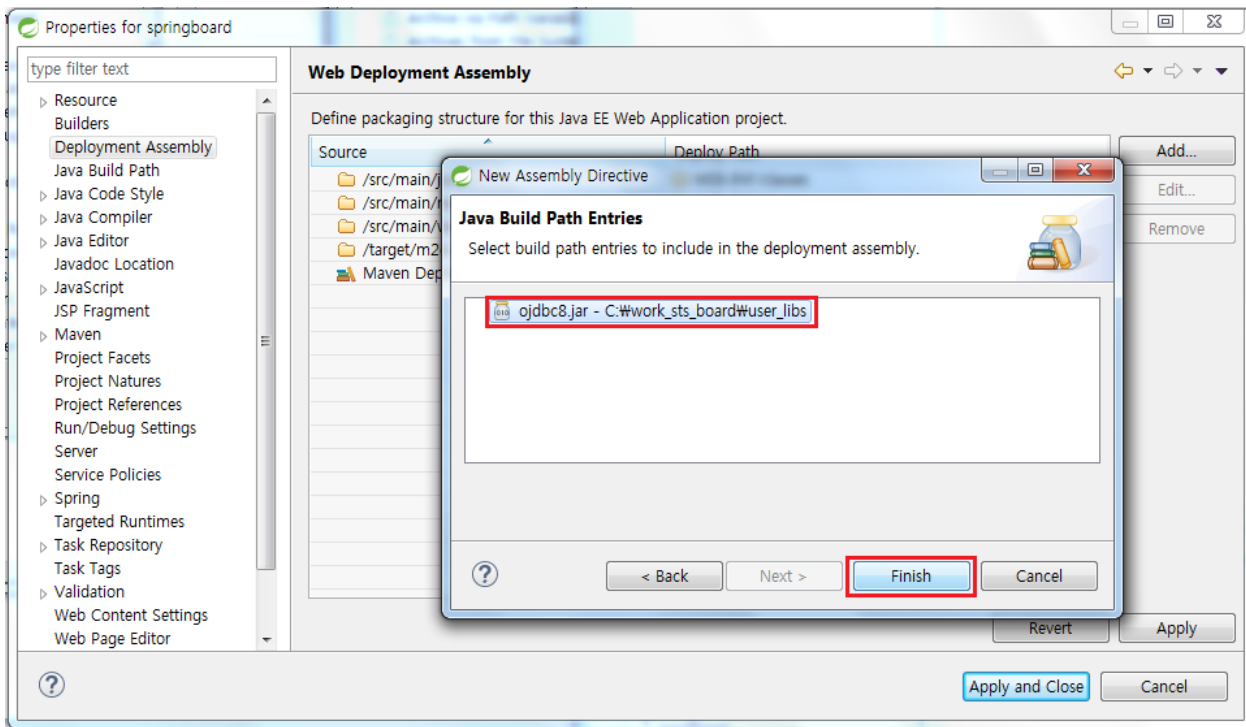 Properties for springboard
type filter text
Resource
Builders
Deployment Assembly
Java Build Path
Java Code Style
Java Compiler
Java Editor
Javadoc Location
JavaScript
JSP Fragment
Maven
Project Facets
Project Natures
Project References
Run/Debug Settings
Server
Service Policies
Spring
Targeted Runtimes
Task Repository
Task Tags
Validation
Web Content Settings
Web Page Editor
Web Deployment Assembly
Define packaging structure for this Java EE Web Application project.
Source Deploy Path
/src/main/j
/src/main/r
/src/main/
/target/m2
Maven Dep
Add...
Edit...
Remove
New Assembly Directive
Java Build Path Entries
Select build path entries to include in the deployment assembly.
ojdbc8.jar - C:₩work_sts_board₩user_libs
< Back Next > Finish Cancel
Revert Apply
Apply and Close Cancel